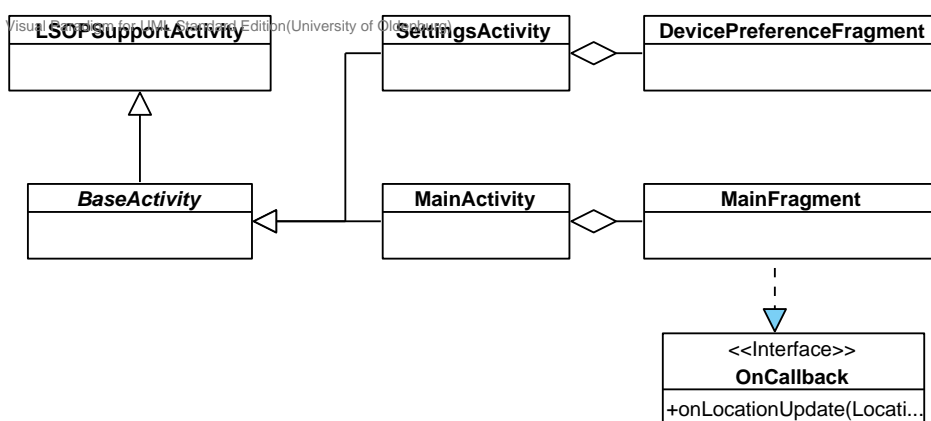 Visual Paradigm for UML Standard Edition(University of Oldenburg)
LSOPSupportActivity
SettingsActivity
DevicePreferenceFragment
BaseActivity
MainActivity
MainFragment
<<Interface>>
OnCallback
+onLocationUpdate(Locati...